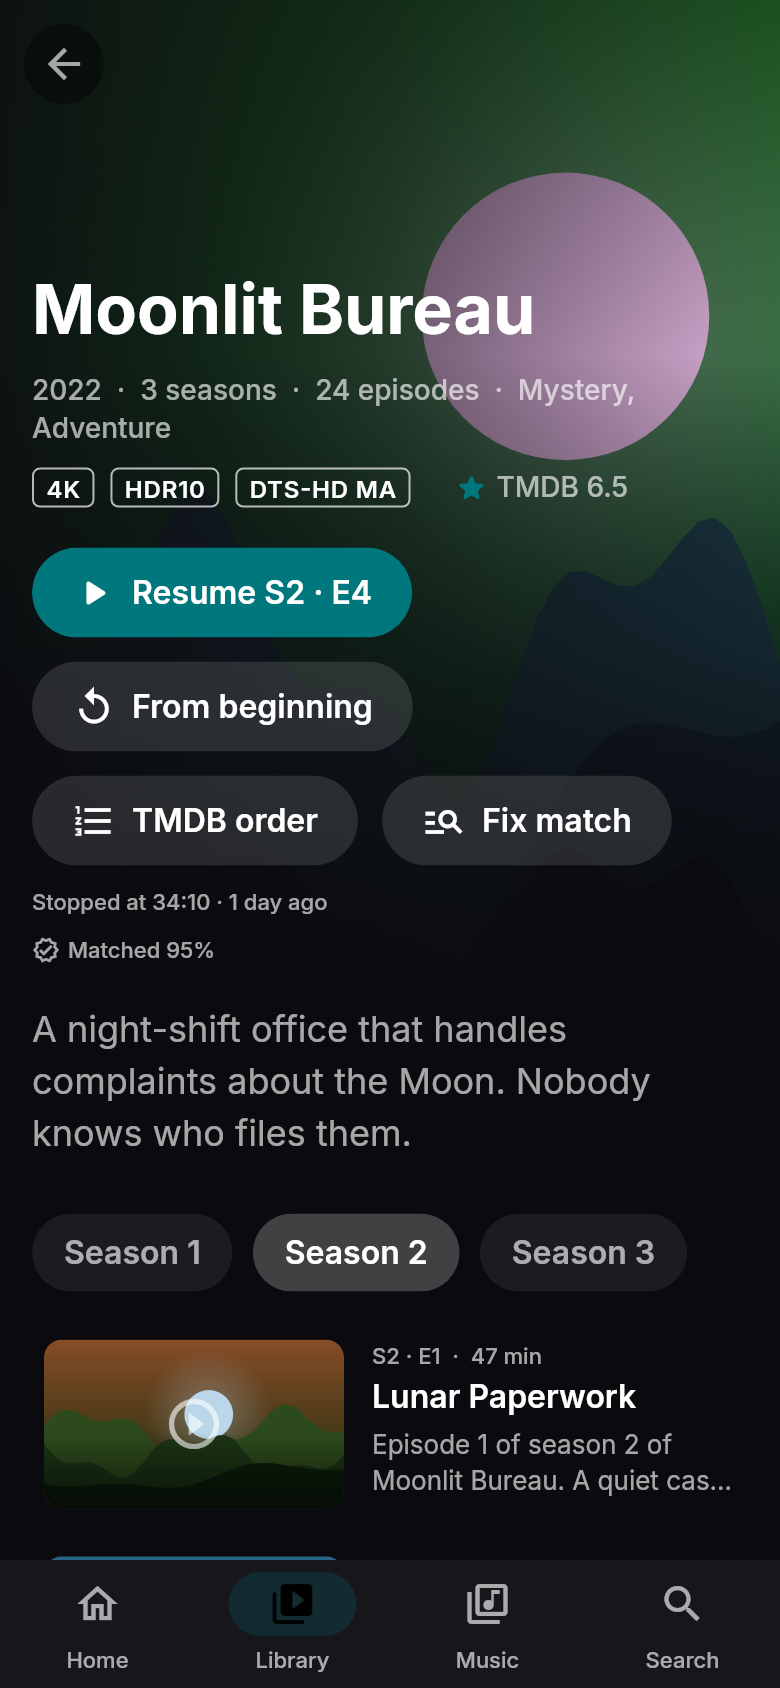 Moonlit Bureau
2022 · 3 seasons · 24 episodes · Mystery,
Adventure
4K HDR10 DTS-HD MA TMDB 6.5
Resume S2 · E4
From beginning
TMDB order Fix match
Stopped at 34:10 · 1 day ago
Matched 95%
A night-shift office that handles
complaints about the Moon. Nobody
knows who files them.
Season 1 Season 2 Season 3
S2 · E1 · 47 min
Lunar Paperwork
Episode 1 of season 2 of
Moonlit Bureau. A quiet cas...
Home Library Music Search